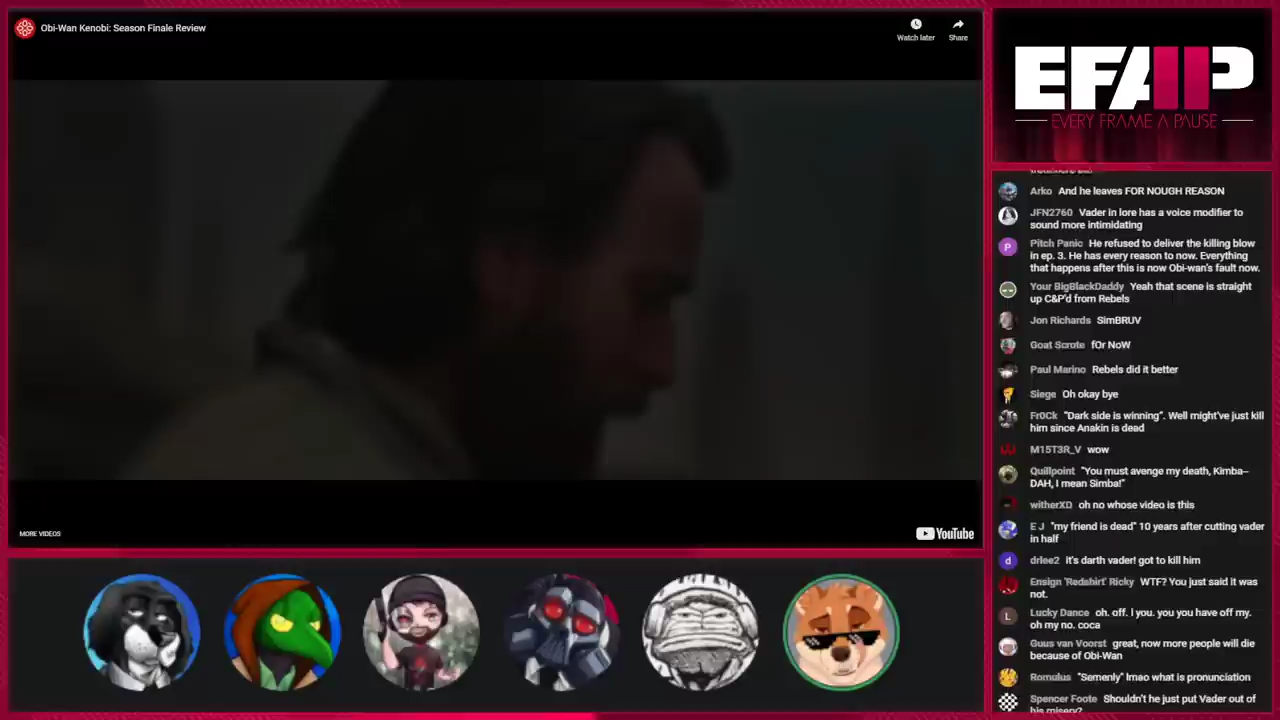 Obi-Wan Kenobi: Season Finale Review
Watch later
Share
MORE VIDEOS
YouTube
EFAP
EVERY FRAME A PAUSE
Arko And he leaves FOR NOUGH REASON
JFN2760 Vader in lore has a voice modifier to
sound more intimidating
P
Pitch Panic He refused to deliver the killing blow
in ep. 3. He has every reason to now. Everything
that happens after this is now Obi-wan's fault now.
Your BigBlackDaddy Yeah that scene is straight
up C&P'd from Rebels
Jon Richards SimBRUV
Goat Scrote fOr NoW
Paul Marino Rebels did it better
Siege Oh okay bye
Fr0Ck "Dark side is winning". Well might've just kill
him since Anakin is dead
M15T3R_V wow
Quillpoint "You must avenge my death, Kimba--
DAH, I mean Simba!"
witherXD oh no whose video is this
E J "my friend is dead" 10 years after cutting vader
in half
d
drlee2 it's darth vader! got to kill him
Ensign 'Redshirt' Ricky WTF? You just said it was
not.
L
Lucky Dance oh. off. I you. you you have off my.
oh my no. coca
Guus van Voorst great, now more people will die
because of Obi-Wan
Romulus "Semenly" lmao what is pronunciation
Spencer Foote Shouldn't he just put Vader out of
his misery?